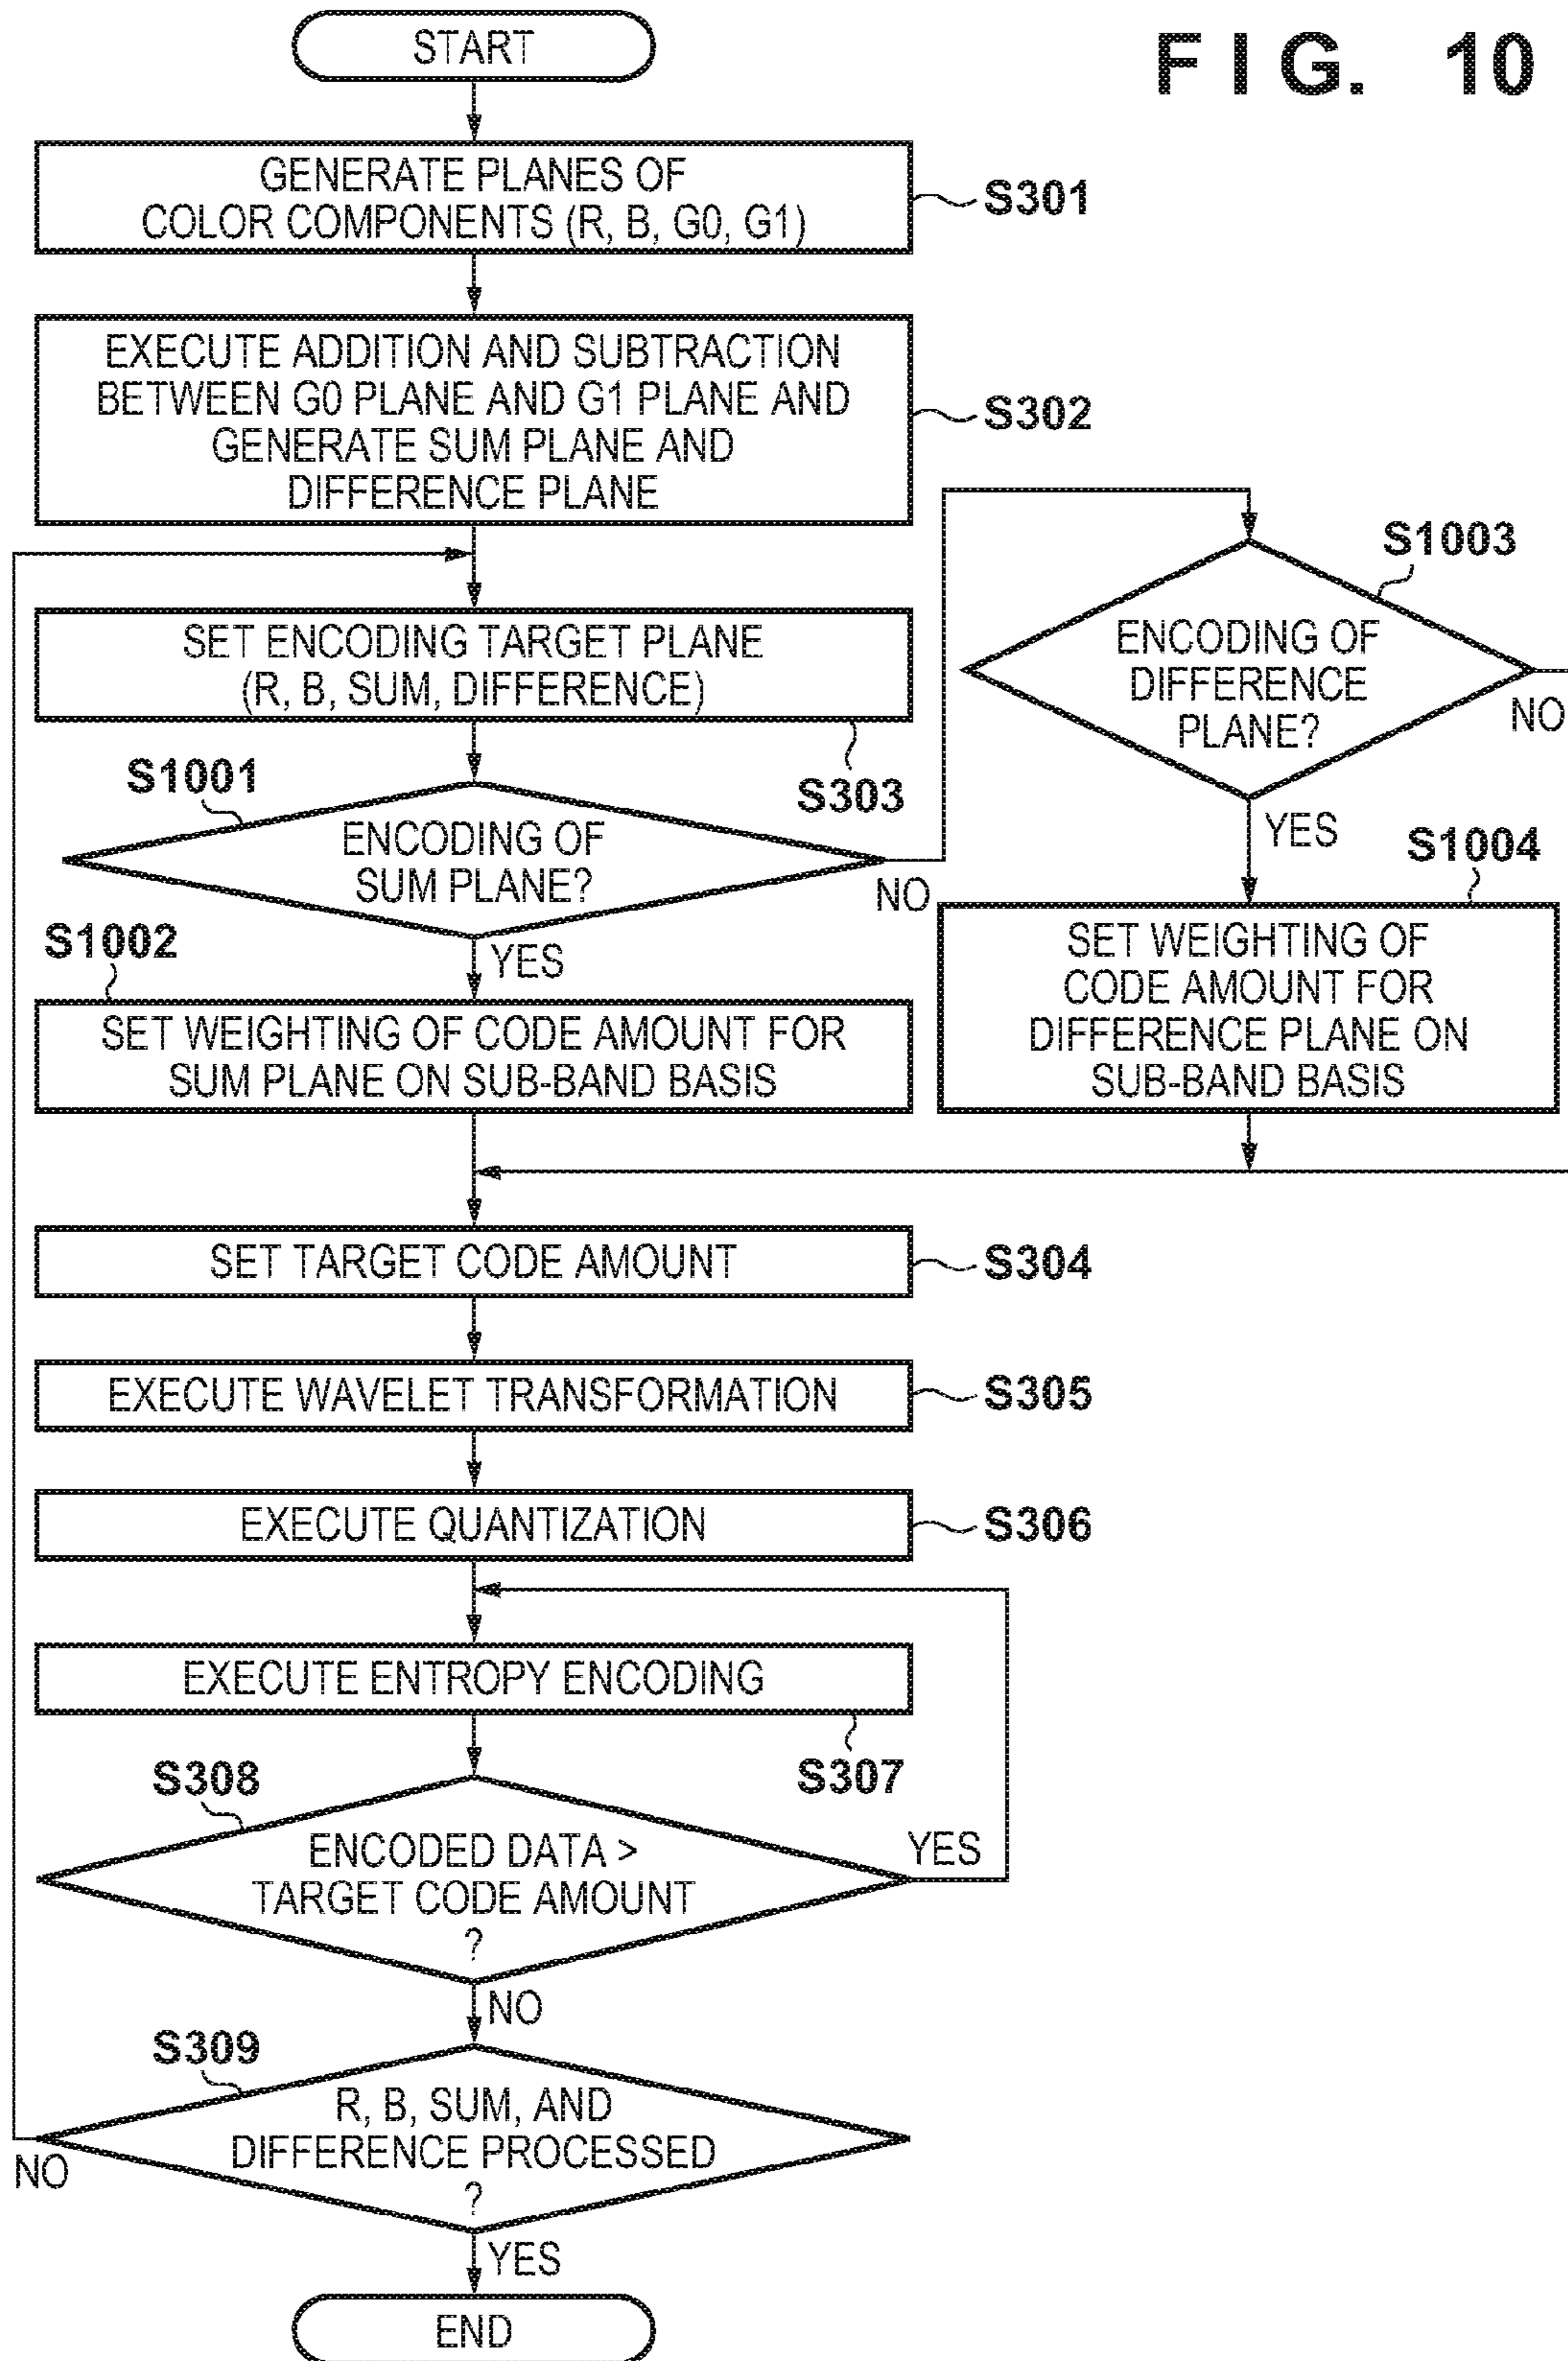 FIG. 10
START
GENERATE PLANES OF
COLOR COMPONENTS (R, B, G0, G1)
S301
EXECUTE ADDITION AND SUBTRACTION
BETWEEN G0 PLANE AND G1 PLANE AND
GENERATE SUM PLANE AND
DIFFERENCE PLANE
S302
SET ENCODING TARGET PLANE
(R, B, SUM, DIFFERENCE)
S303
S1001
ENCODING OF
SUM PLANE?
NO
YES
S1003
ENCODING OF
DIFFERENCE
PLANE?
NO
YES
S1002
SET WEIGHTING OF CODE AMOUNT FOR
SUM PLANE ON SUB-BAND BASIS
S1004
SET WEIGHTING OF
CODE AMOUNT FOR
DIFFERENCE PLANE ON
SUB-BAND BASIS
SET TARGET CODE AMOUNT
S304
EXECUTE WAVELET TRANSFORMATION
S305
EXECUTE QUANTIZATION
S306
EXECUTE ENTROPY ENCODING
S307
S308
ENCODED DATA >
TARGET CODE AMOUNT
?
YES
NO
S309
R, B, SUM, AND
DIFFERENCE PROCESSED
?
NO
YES
END